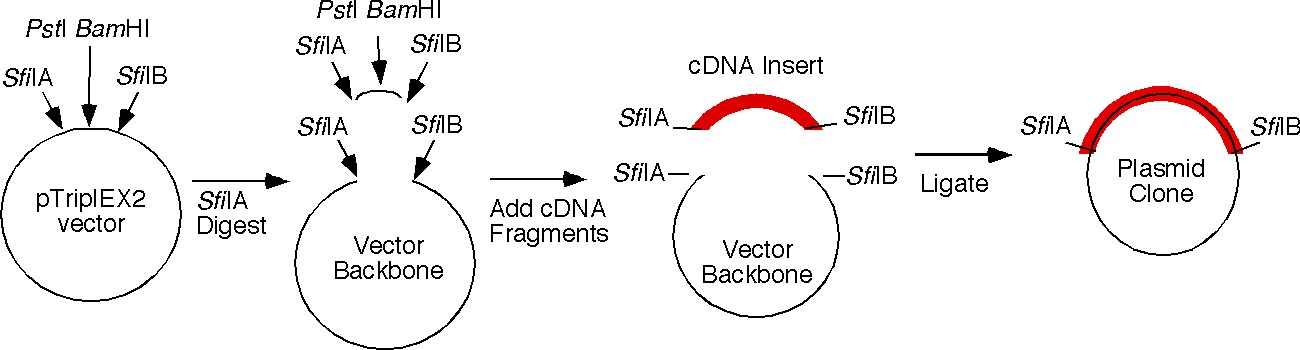 PstI BamHI
SfiIA
SfiIB
pTriplEX2
vector
SfiIA
Digest
PstI BamHI
SfiIA
SfiIB
SfiIA
SfiIB
Vector
Backbone
Add cDNA
Fragments
cDNA Insert
SfiIA
SfiIB
SfiIA
SfiIB
Vector
Backbone
Ligate
SfiIA
SfiIB
Plasmid
Clone